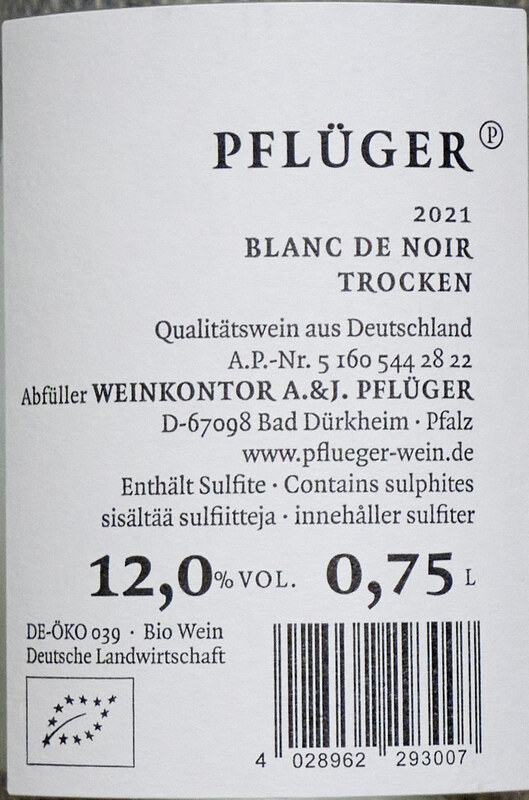 PFLÜGER Ⓟ
2021
BLANC DE NOIR
TROCKEN
Qualitätswein aus Deutschland
A.P.-Nr. 5 160 544 28 22
Abfüller WEINKONTOR A.&J. PFLÜGER
D-67098 Bad Dürkheim · Pfalz
www.pflueger-wein.de
Enthält Sulfite · Contains sulphites
sisältää sulfiitteja · innehåller sulfiter
12,0% VOL. 0,75 L
DE-ÖKO 039 · Bio Wein
Deutsche Landwirtschaft
4 028962 293007